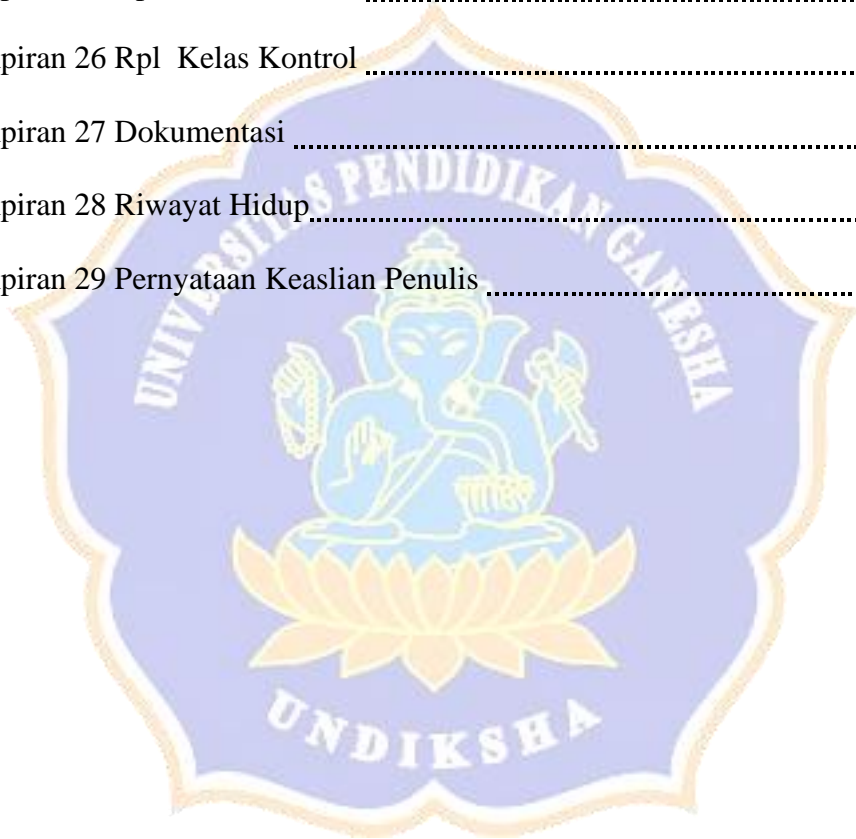 piran 26 Rpl  Kelas Kontrol
piran 27 Dokumentasi
piran 28 Riwayat Hidup
piran 29 Pernyataan Keaslian Penulis
UNIVERSITAS PENDIDIKAN GANESHA
UNDIKSHA